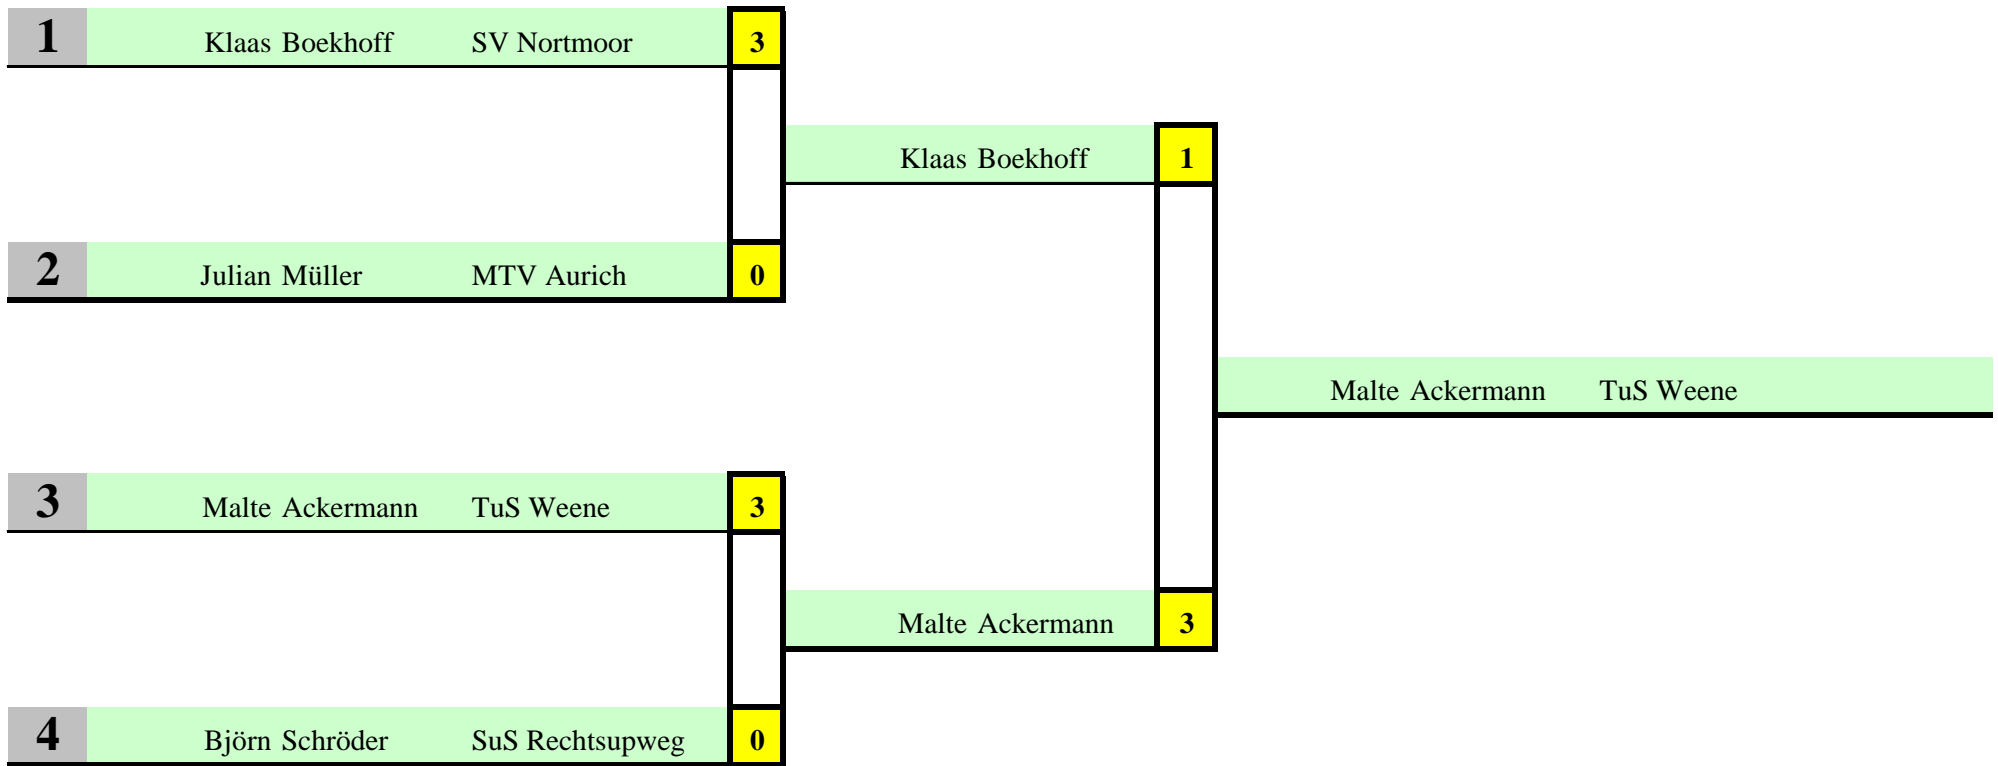 1 Klaas Boekhoff SV Nortmoor 3
Klaas Boekhoff 1
2 Julian Müller MTV Aurich 0
Malte Ackermann TuS Weene
3 Malte Ackermann TuS Weene 3
Malte Ackermann 3
4 Björn Schröder SuS Rechtsupweg 0